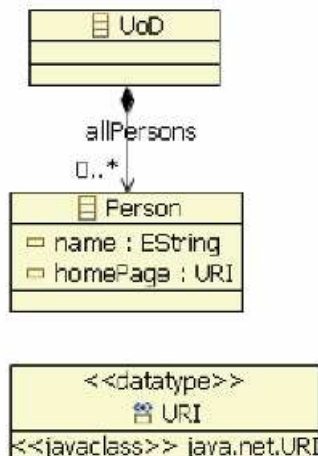 UoD
allPersons
0..*
Person
name : EString
homePage : URI
<<datatype>>
URI
<<javaclass>> java.net.URI